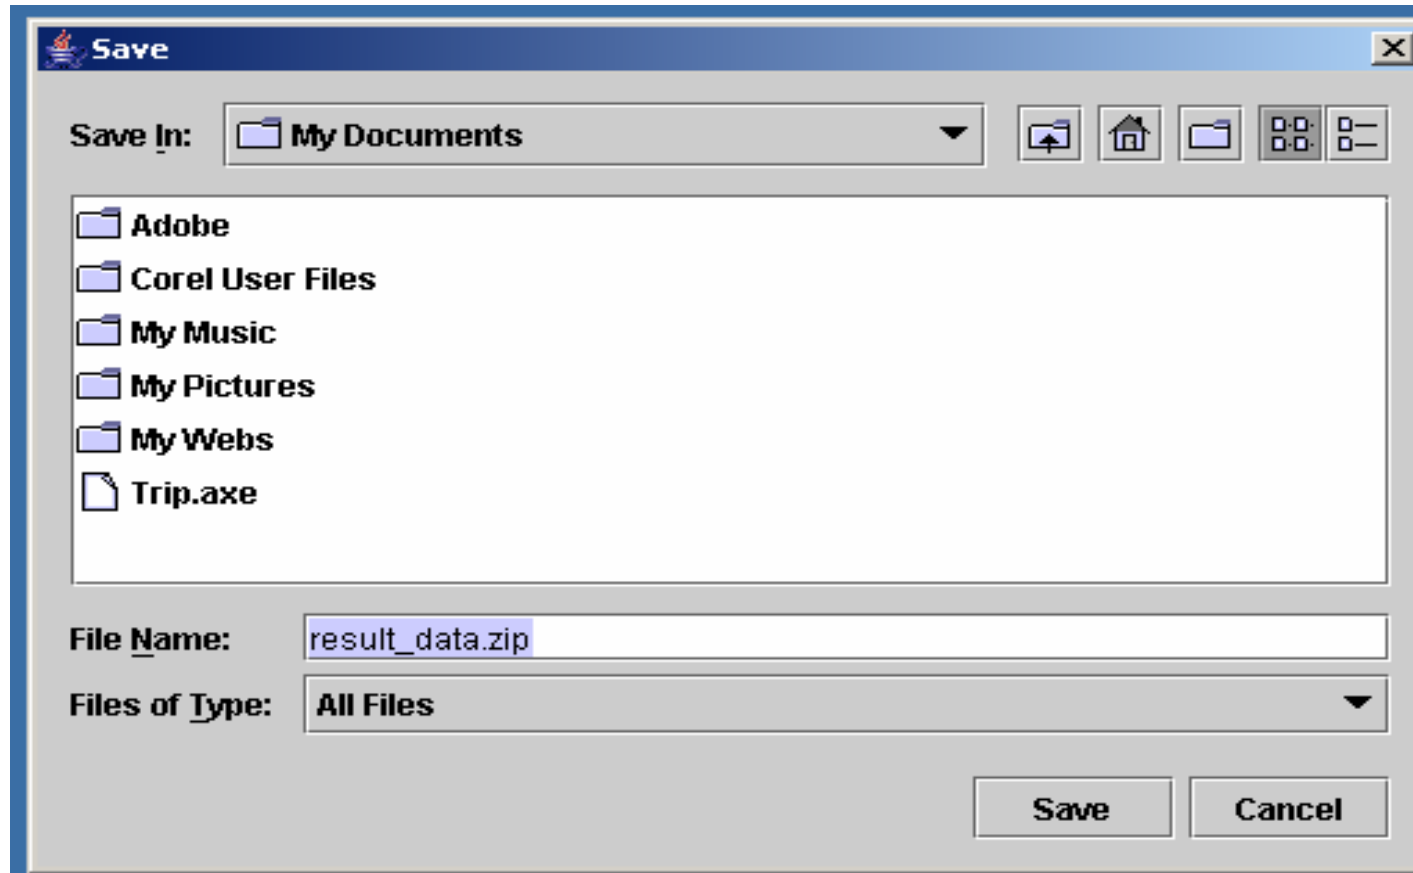 Save
Save In: My Documents
Adobe
Corel User Files
My Music
My Pictures
My Webs
Trip.axe
File Name: result_data.zip
Files of Type: All Files
Save Cancel